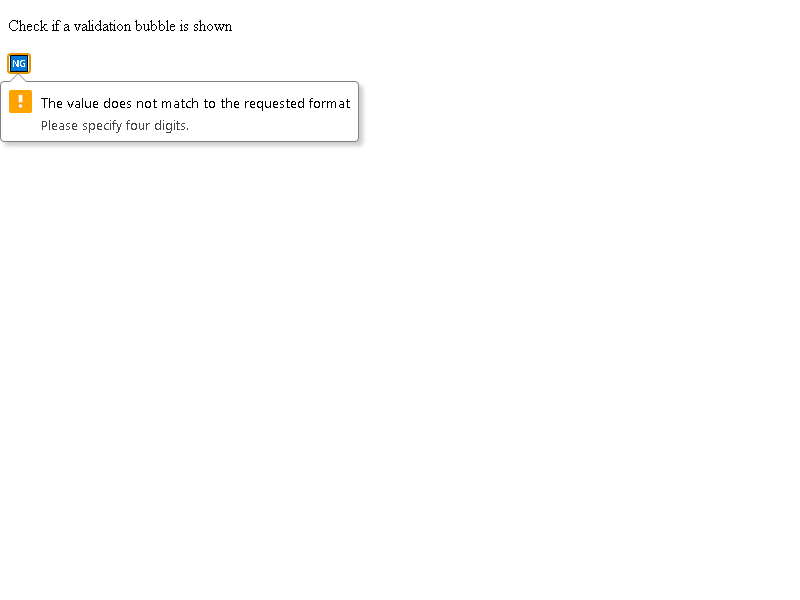 Check if a validation bubble is shown
NG
!
The value does not match to the requested format
Please specify four digits.